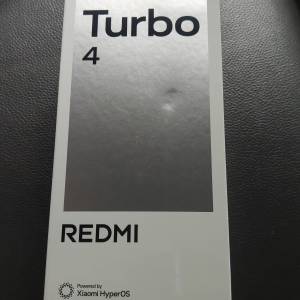 Turbo
4
REDMI
Powered by
Xiaomi HyperOS